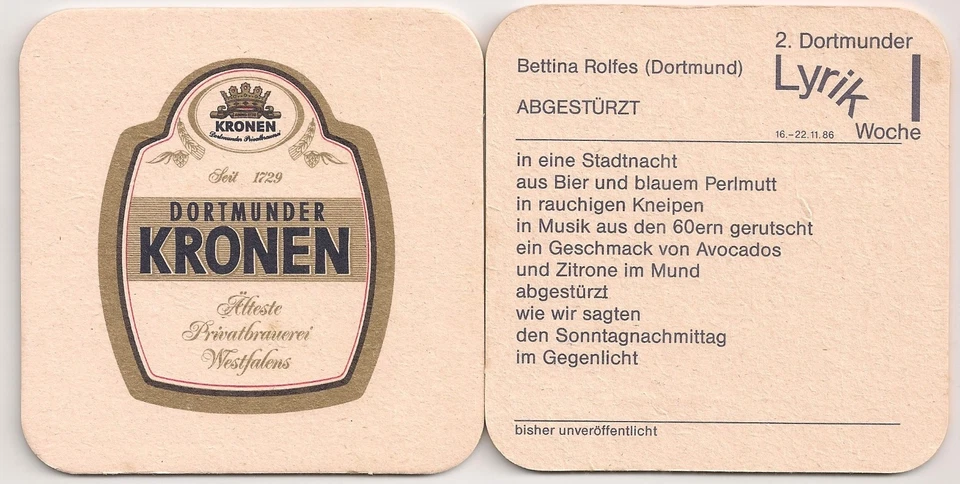 KRONEN
Dortmunder Privatbrauerei
Seit 1729
DORTMUNDER
KRONEN
Älteste
Privatbrauerei
Westfalens
2. Dortmunder
Lyrik
16.–22.11.86 Woche
Bettina Rolfes (Dortmund)
ABGESTÜRZT
in eine Stadtnacht
aus Bier und blauem Perlmutt
in rauchigen Kneipen
in Musik aus den 60ern gerutscht
ein Geschmack von Avocados
und Zitrone im Mund
abgestürzt
wie wir sagten
den Sonntagnachmittag
im Gegenlicht
bisher unveröffentlicht